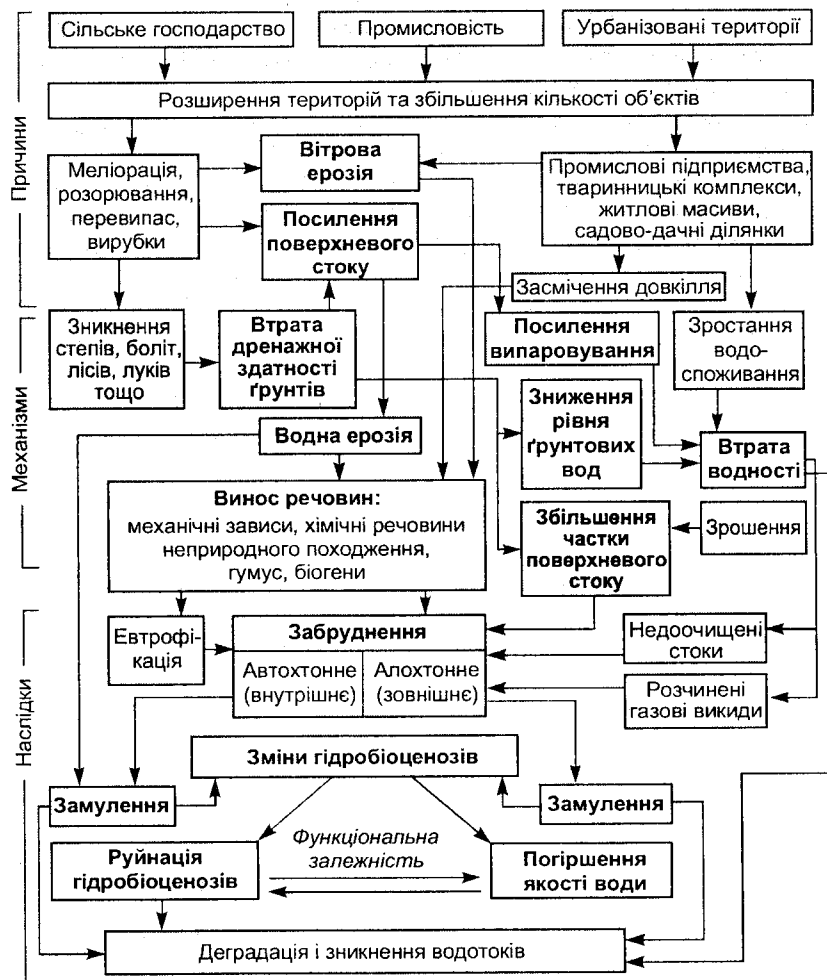 Сільське господарство
Промисловість
Урбанізовані території
Розширення територій та збільшення кількості об'єктів
Причини
Меліорація,
розорювання,
перевипас,
вирубки
Вітрова
ерозія
Промислові підприємства,
тваринницькі комплекси,
житлові масиви,
садово-дачні ділянки
Посилення
поверхневого
стоку
Засмічення довкілля
Механізми
Зникнення
степів, боліт,
лісів, луків
тощо
Втрата
дренажної
здатності
ґрунтів
Посилення
випаровування
Зростання
водо-
споживання
Зниження
рівня
ґрунтових
вод
Водна ерозія
Втрата
водності
Винос речовин:
механічні зависи, хімічні речовини
неприродного походження,
гумус, біогени
Збільшення
частки
поверхневого
стоку
Зрошення
Наслідки
Евтрофі-
кація
Забруднення
Автохтонне
(внутрішнє)
Алохтонне
(зовнішнє)
Недоочищені
стоки
Розчинені
газові викиди
Зміни гідробіоценозів
Замулення
Замулення
Функціональна
залежність
Руйнація
гідробіоценозів
Погіршення
якості води
Деградація і зникнення водотоків